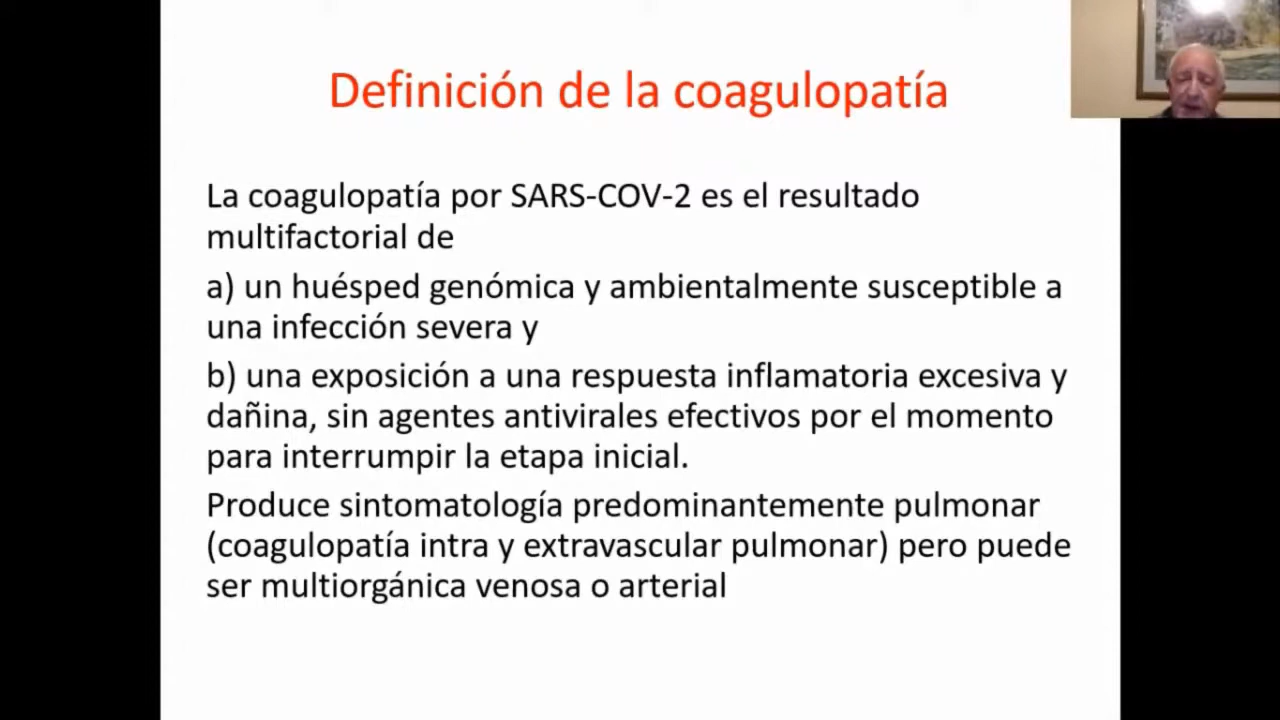 Definición de la coagulopatía
La coagulopatía por SARS-COV-2 es el resultado
multifactorial de
a) un huésped genómica y ambientalmente susceptible a
una infección severa y
b) una exposición a una respuesta inflamatoria excesiva y
dañina, sin agentes antivirales efectivos por el momento
para interrumpir la etapa inicial.
Produce sintomatología predominantemente pulmonar
(coagulopatía intra y extravascular pulmonar) pero puede
ser multiorgánica venosa o arterial